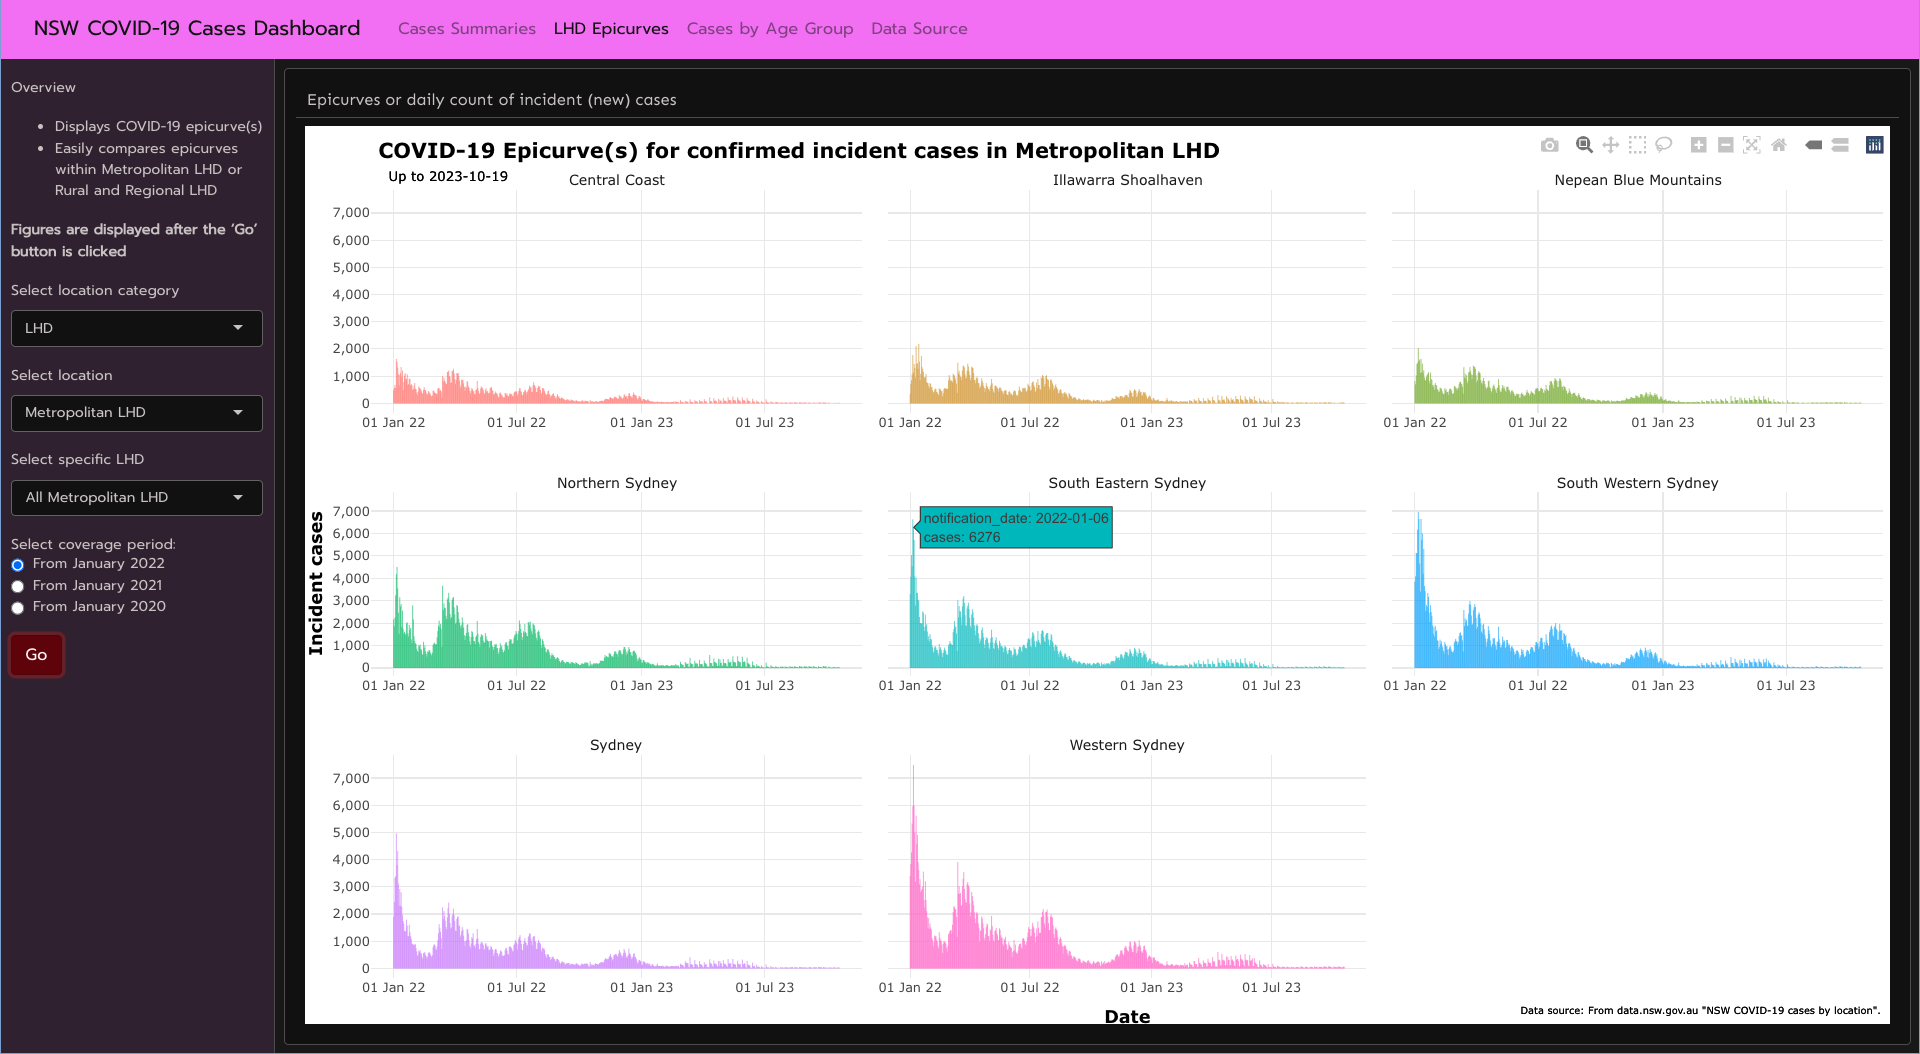 NSW COVID-19 Cases Dashboard
Cases Summaries
LHD Epicurves
Cases by Age Group
Data Source
Overview
• Displays COVID-19 epicurve(s)
• Easily compares epicurves
within Metropolitan LHD or
Rural and Regional LHD
Figures are displayed after the ‘Go’
button is clicked
Select location category
LHD
Select location
Metropolitan LHD
Select specific LHD
All Metropolitan LHD
Select coverage period:
From January 2022
From January 2021
From January 2020
Go
Epicurves or daily count of incident (new) cases
COVID-19 Epicurve(s) for confirmed incident cases in Metropolitan LHD
Up to 2023-10-19
Central Coast
Illawarra Shoalhaven
Nepean Blue Mountains
7,000
6,000
5,000
4,000
3,000
2,000
1,000
0
01 Jan 22 01 Jul 22 01 Jan 23 01 Jul 23
01 Jan 22 01 Jul 22 01 Jan 23 01 Jul 23
01 Jan 22 01 Jul 22 01 Jan 23 01 Jul 23
Incident cases
Northern Sydney
South Eastern Sydney
South Western Sydney
7,000
6,000
5,000
4,000
3,000
2,000
1,000
0
notification_date: 2022-01-06
cases: 6276
01 Jan 22 01 Jul 22 01 Jan 23 01 Jul 23
01 Jan 22 01 Jul 22 01 Jan 23 01 Jul 23
01 Jan 22 01 Jul 22 01 Jan 23 01 Jul 23
Sydney
Western Sydney
7,000
6,000
5,000
4,000
3,000
2,000
1,000
0
01 Jan 22 01 Jul 22 01 Jan 23 01 Jul 23
01 Jan 22 01 Jul 22 01 Jan 23 01 Jul 23
Date
Data source: From data.nsw.gov.au "NSW COVID-19 cases by location".